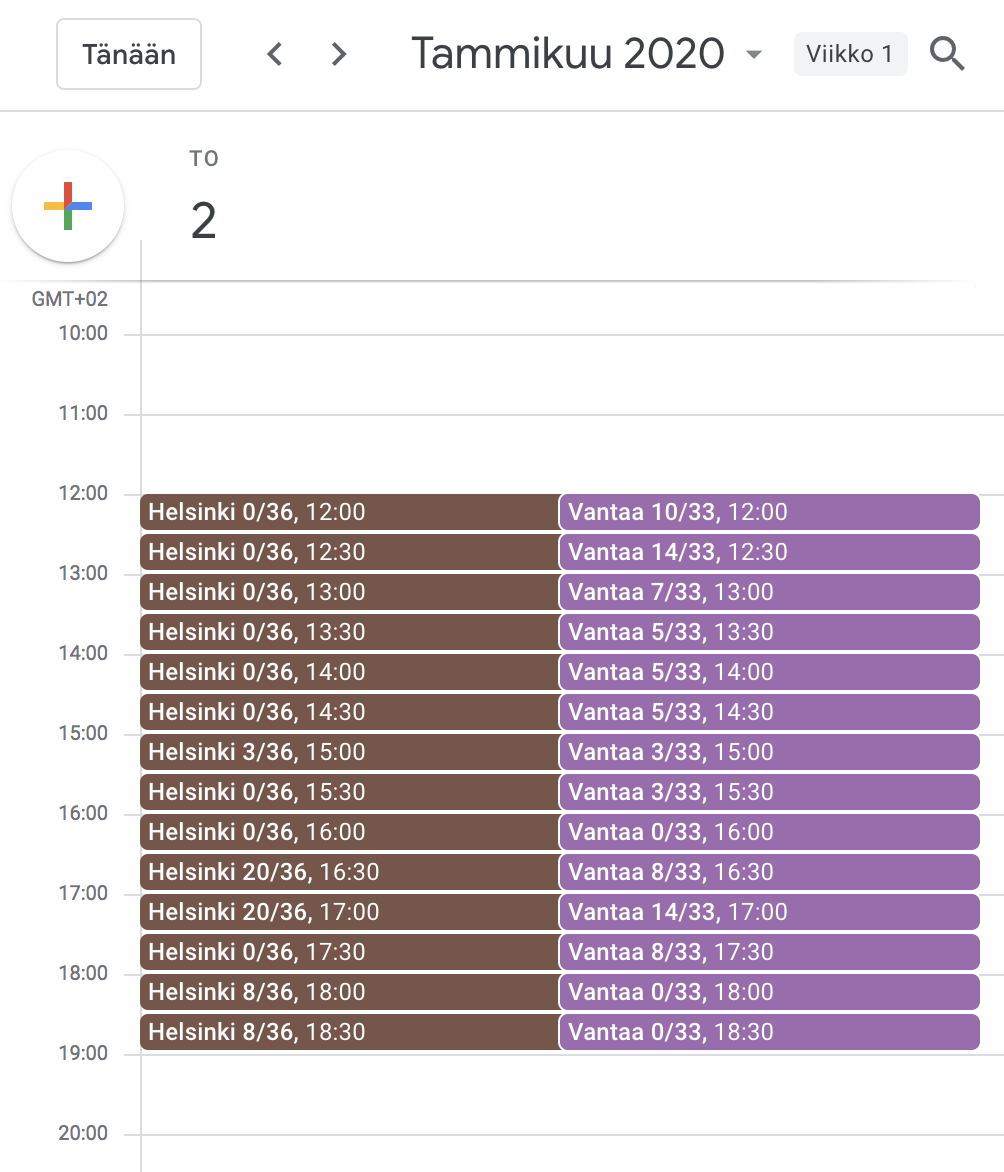 Tänään
Tammikuu 2020
Viikko 1
TO
2
GMT+02
10:00
11:00
12:00
Helsinki 0/36, 12:00
Vantaa 10/33, 12:00
Helsinki 0/36, 12:30
Vantaa 14/33, 12:30
13:00
Helsinki 0/36, 13:00
Vantaa 7/33, 13:00
Helsinki 0/36, 13:30
Vantaa 5/33, 13:30
14:00
Helsinki 0/36, 14:00
Vantaa 5/33, 14:00
Helsinki 0/36, 14:30
Vantaa 5/33, 14:30
15:00
Helsinki 3/36, 15:00
Vantaa 3/33, 15:00
Helsinki 0/36, 15:30
Vantaa 3/33, 15:30
16:00
Helsinki 0/36, 16:00
Vantaa 0/33, 16:00
Helsinki 20/36, 16:30
Vantaa 8/33, 16:30
17:00
Helsinki 20/36, 17:00
Vantaa 14/33, 17:00
Helsinki 0/36, 17:30
Vantaa 8/33, 17:30
18:00
Helsinki 8/36, 18:00
Vantaa 0/33, 18:00
Helsinki 8/36, 18:30
Vantaa 0/33, 18:30
19:00
20:00